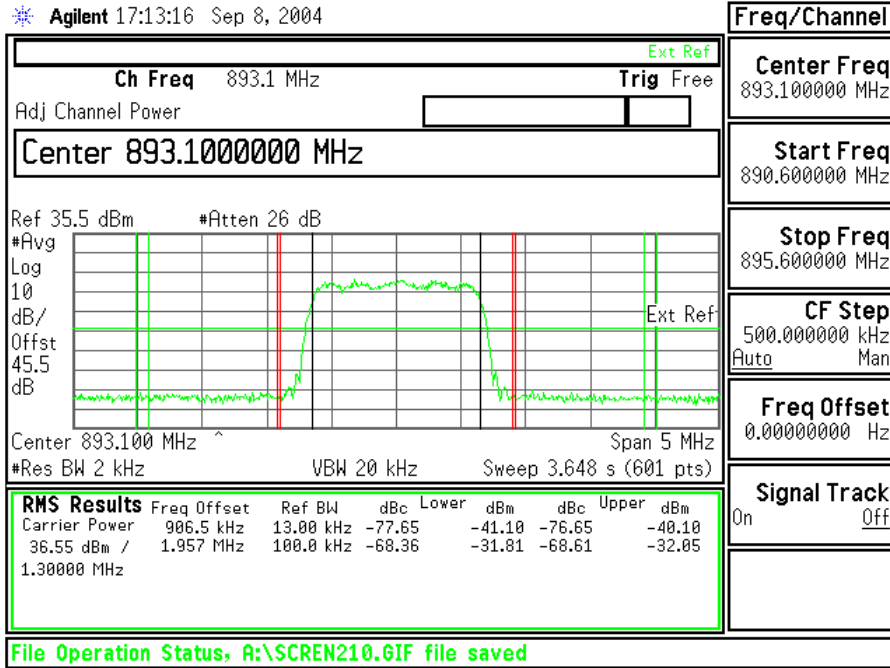 Agilent 17:13:16 Sep 8, 2004
Freq/Channel
Ext Ref
Ch Freq 893.1 MHz Trig Free
Adj Channel Power
Center 893.1000000 MHz
Ref 35.5 dBm #Atten 26 dB
#Avg
Log
10
dB/
Offst
45.5
dB
Ext Ref
Center 893.100 MHz ^ Span 5 MHz
#Res BW 2 kHz VBW 20 kHz Sweep 3.648 s (601 pts)
RMS Results Freq Offset Ref BW dBc Lower dBm dBc Upper dBm
Carrier Power 906.5 kHz 13.00 kHz -77.65 -41.10 -76.65 -40.10
36.55 dBm / 1.957 MHz 100.0 kHz -68.36 -31.81 -68.61 -32.05
1.30000 MHz
Center Freq
893.100000 MHz
Start Freq
890.600000 MHz
Stop Freq
895.600000 MHz
CF Step
500.000000 kHz
Auto Man
Freq Offset
0.00000000 Hz
Signal Track
On Off
File Operation Status, A:\SCREN210.GIF file saved